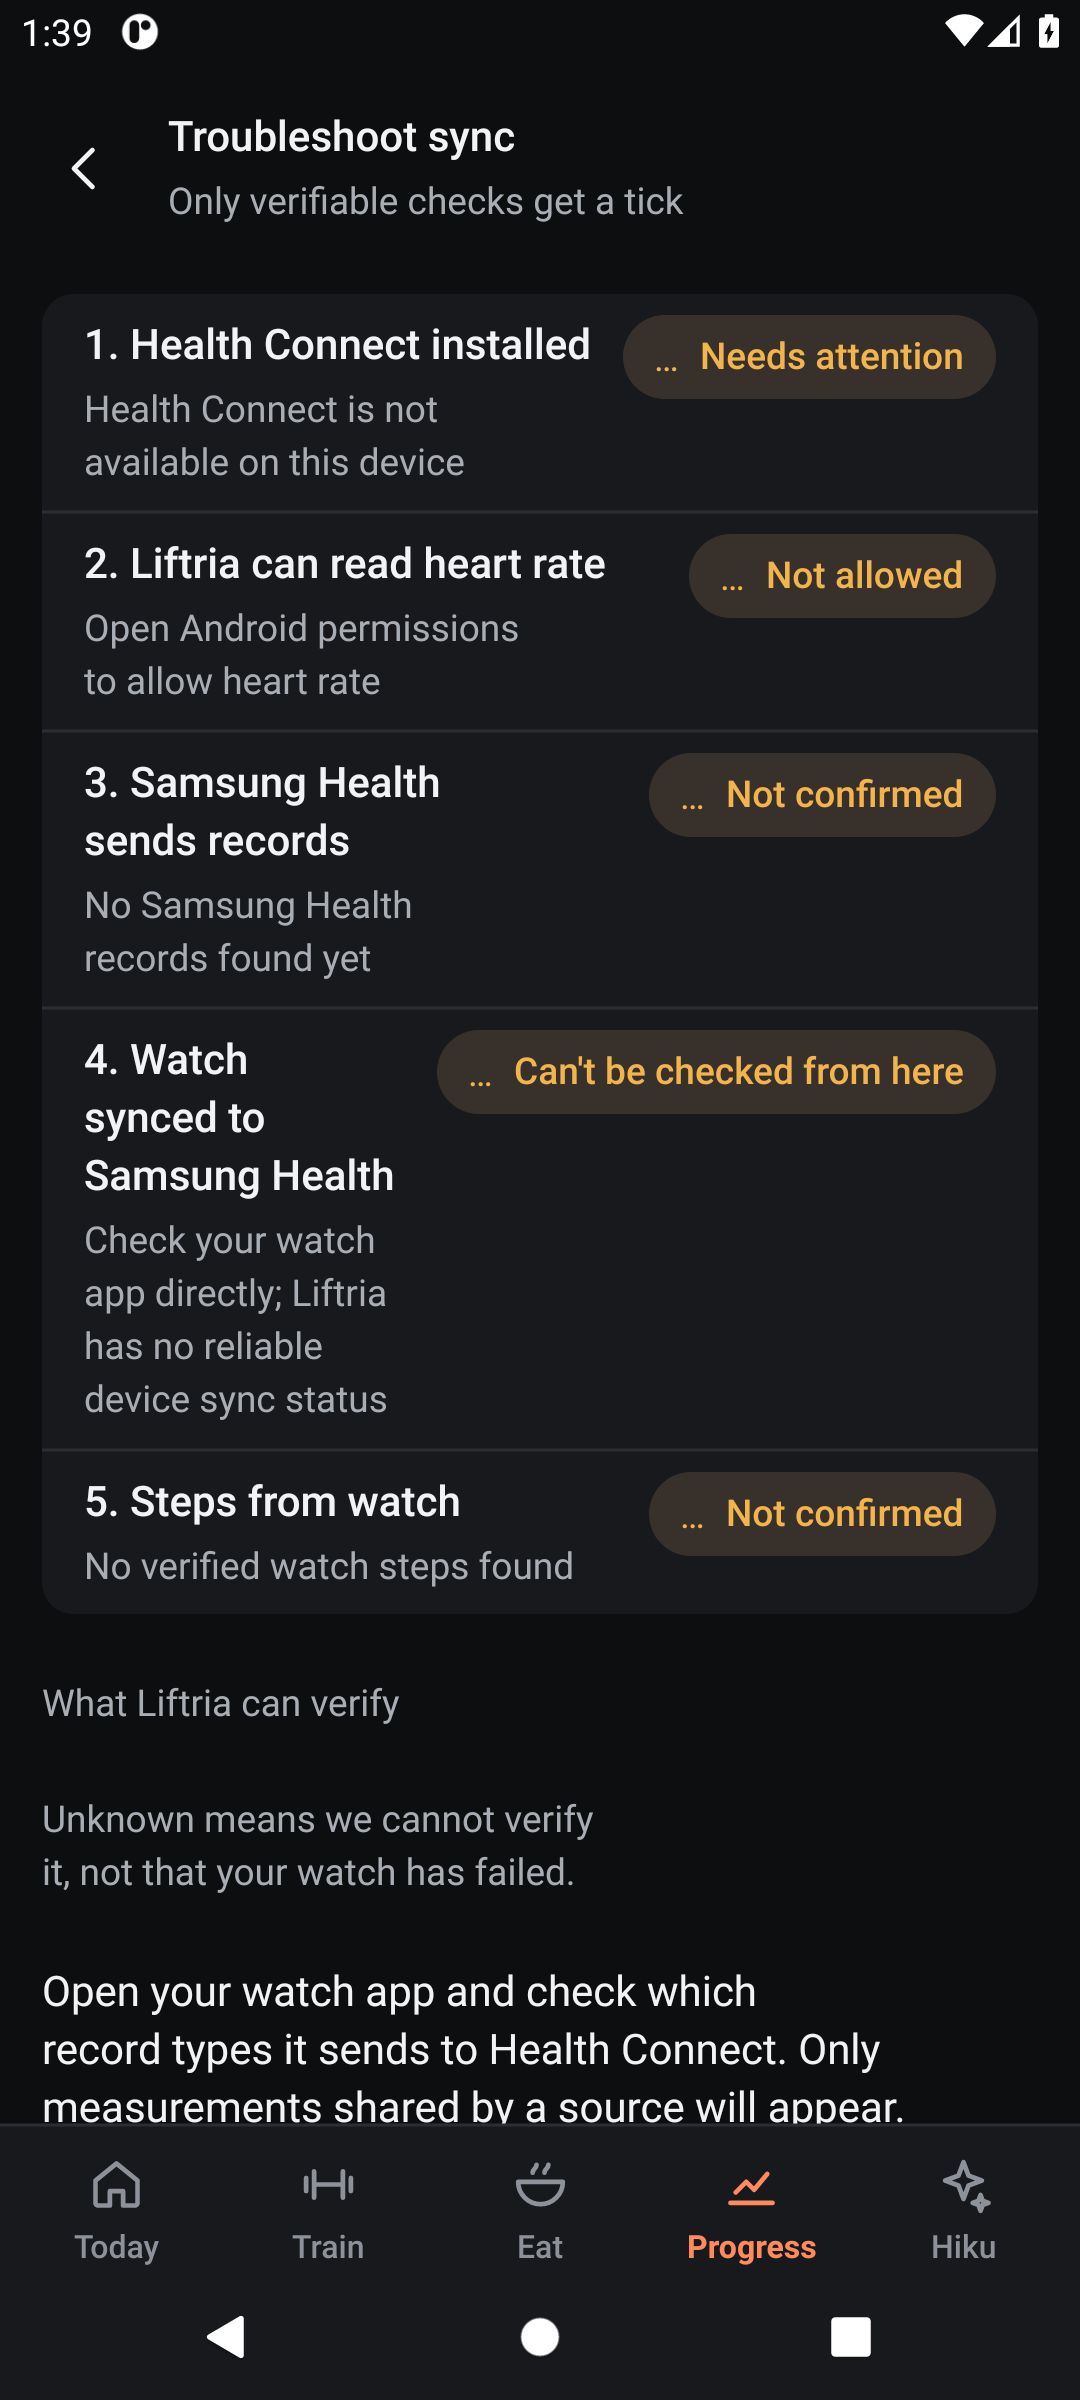 1:39
Troubleshoot sync
Only verifiable checks get a tick
1. Health Connect installed
... Needs attention
Health Connect is not
available on this device
2. Liftria can read heart rate
... Not allowed
Open Android permissions
to allow heart rate
3. Samsung Health
sends records
... Not confirmed
No Samsung Health
records found yet
4. Watch
synced to
Samsung Health
... Can't be checked from here
Check your watch
app directly; Liftria
has no reliable
device sync status
5. Steps from watch
... Not confirmed
No verified watch steps found
What Liftria can verify
Unknown means we cannot verify
it, not that your watch has failed.
Open your watch app and check which
record types it sends to Health Connect. Only
measurements shared by a source will appear.
Today
Train
Eat
Progress
Hiku